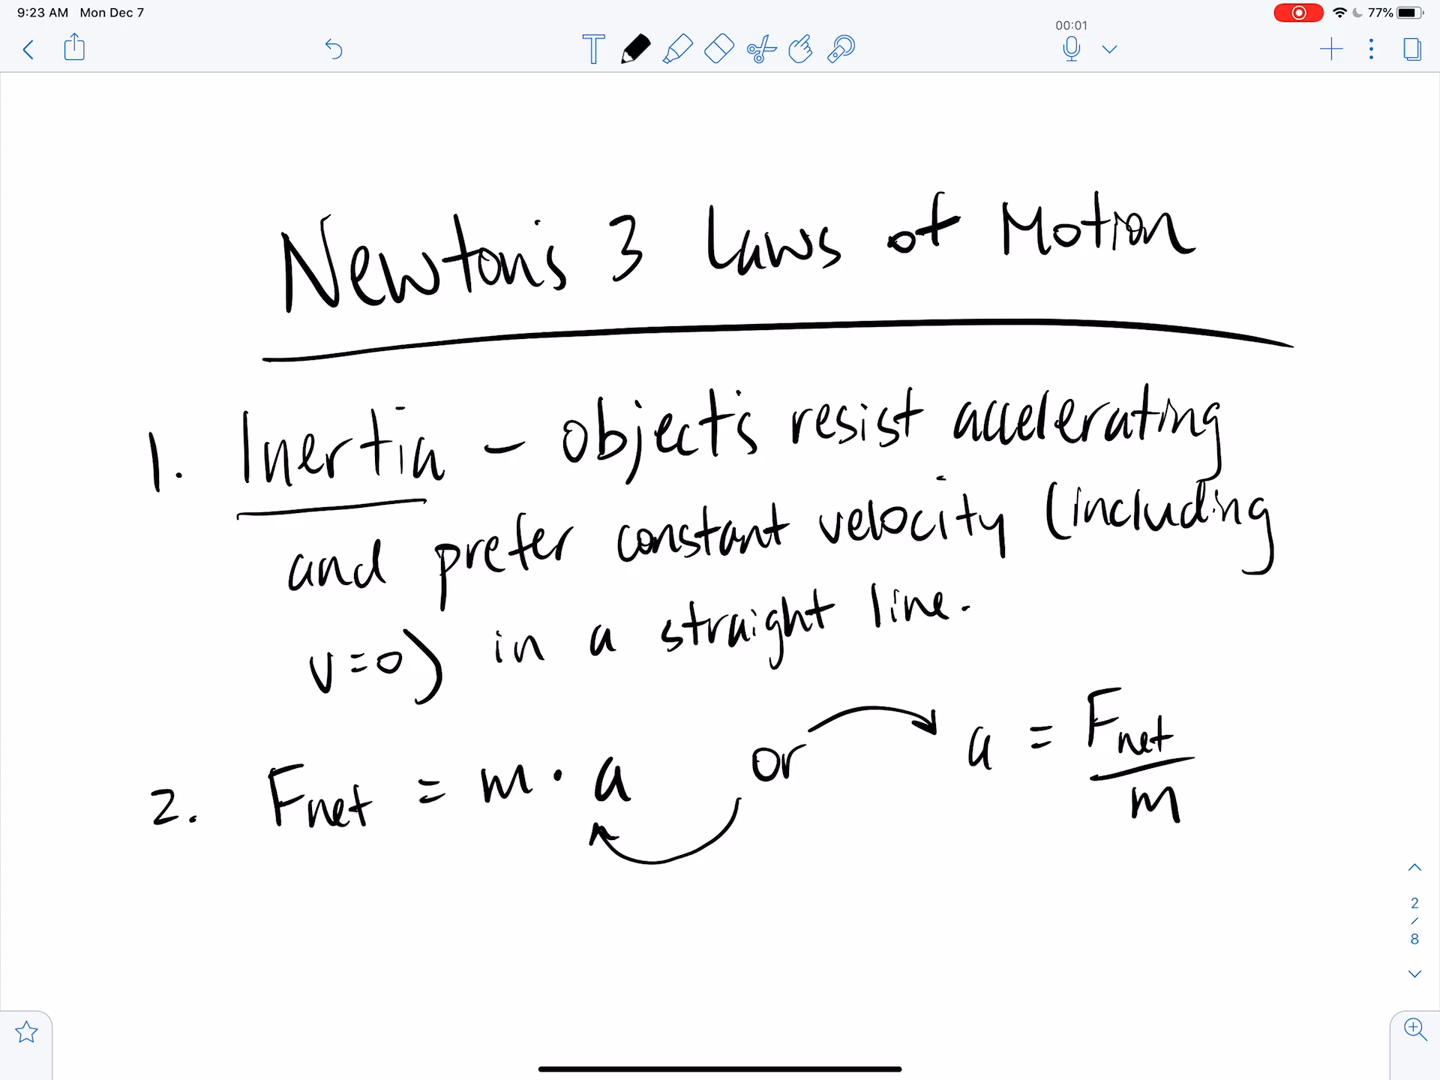 9:23 AM Mon Dec 7
77%
00:01
Newton's 3 Laws of Motion
1. Inertia – object's resist accelerating
and prefer constant velocity (including
v=0) in a straight line.
2. Fnet = m · a or a = Fnet/m
2
/
8